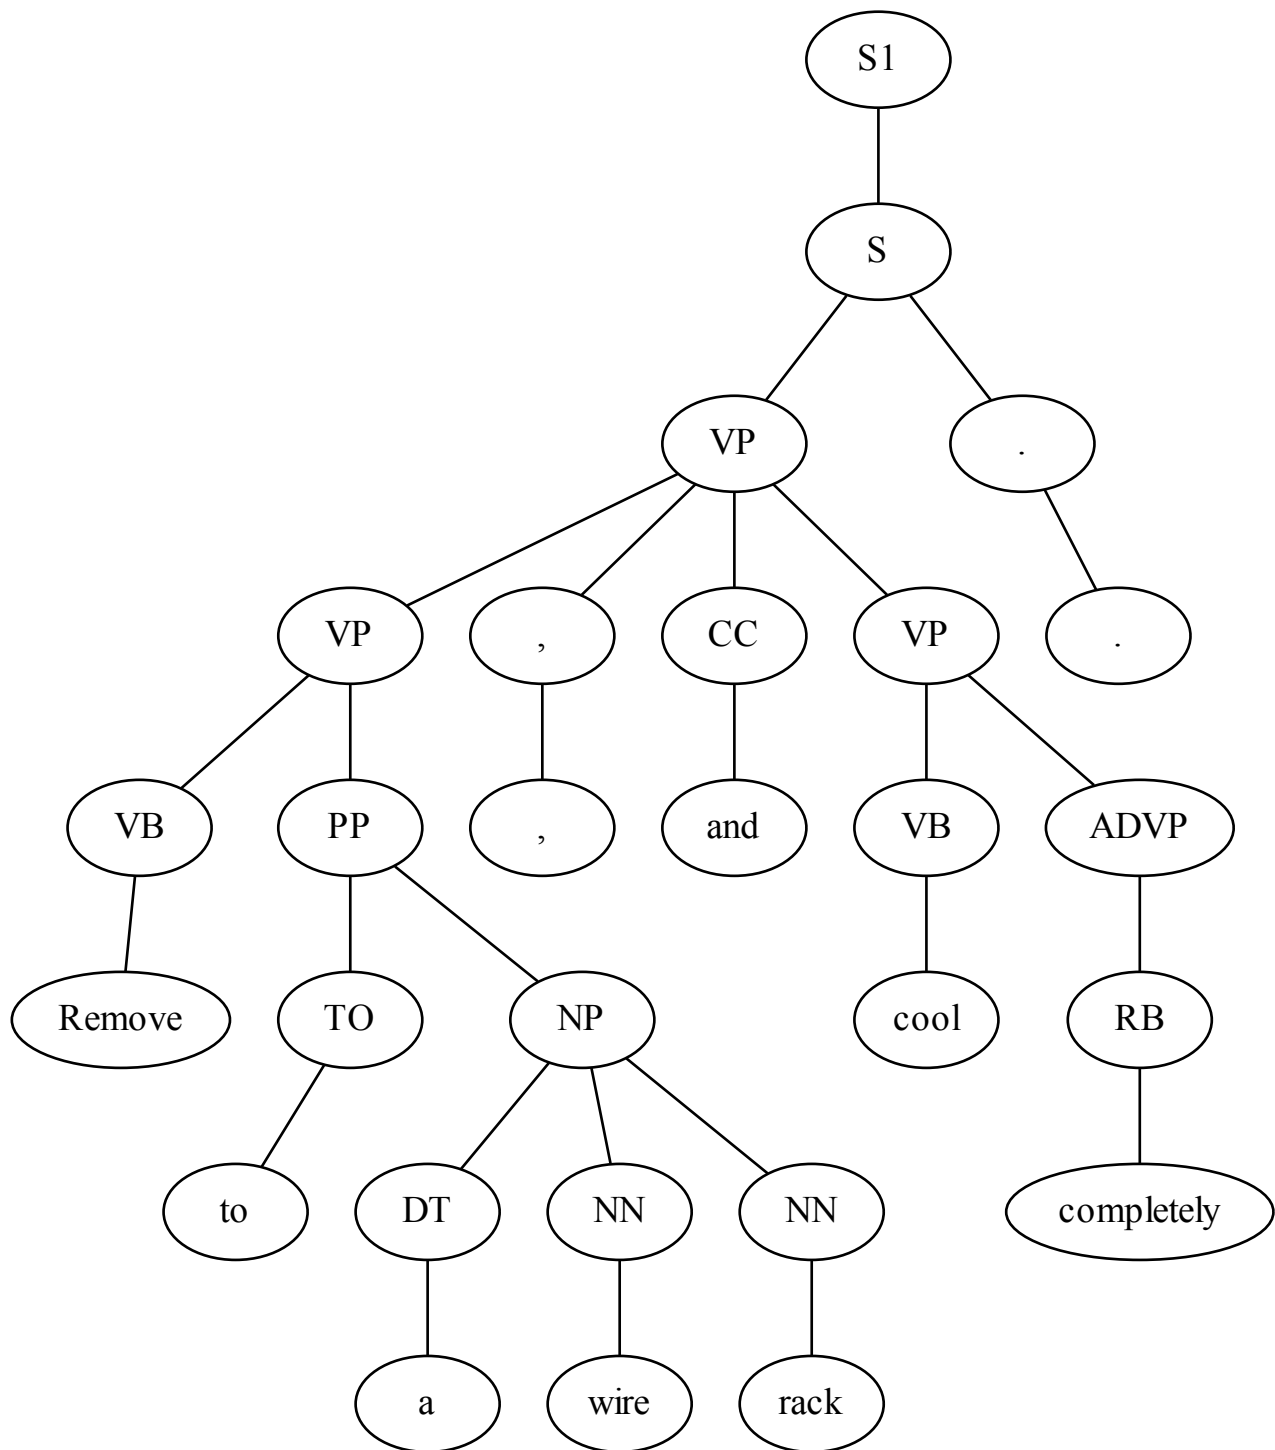 S1
S
VP .
VP , CC VP .
VB PP , and VB ADVP
Remove TO NP cool RB
to DT NN NN completely
a wire rack